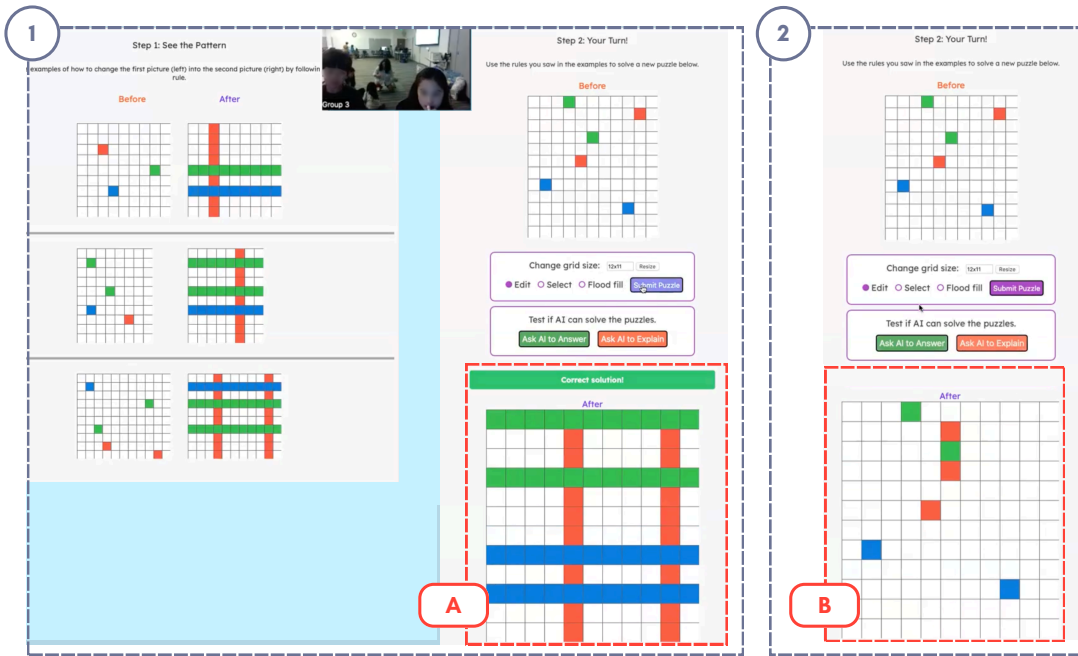 1
Step 1: See the Pattern
examples of how to change the first picture (left) into the second picture (right) by followin
rule.
Before
After
Group 3
Step 2: Your Turn!
Use the rules you saw in the examples to solve a new puzzle below.
Before
Change grid size:
12x11
Resize
Edit
Select
Flood fill
Submit Puzzle
Test if AI can solve the puzzles.
Ask AI to Answer
Ask AI to Explain
Correct solution!
After
A
2
Step 2: Your Turn!
Use the rules you saw in the examples to solve a new puzzle below.
Before
Change grid size:
12x11
Resize
Edit
Select
Flood fill
Submit Puzzle
Test if AI can solve the puzzles.
Ask AI to Answer
Ask AI to Explain
After
B